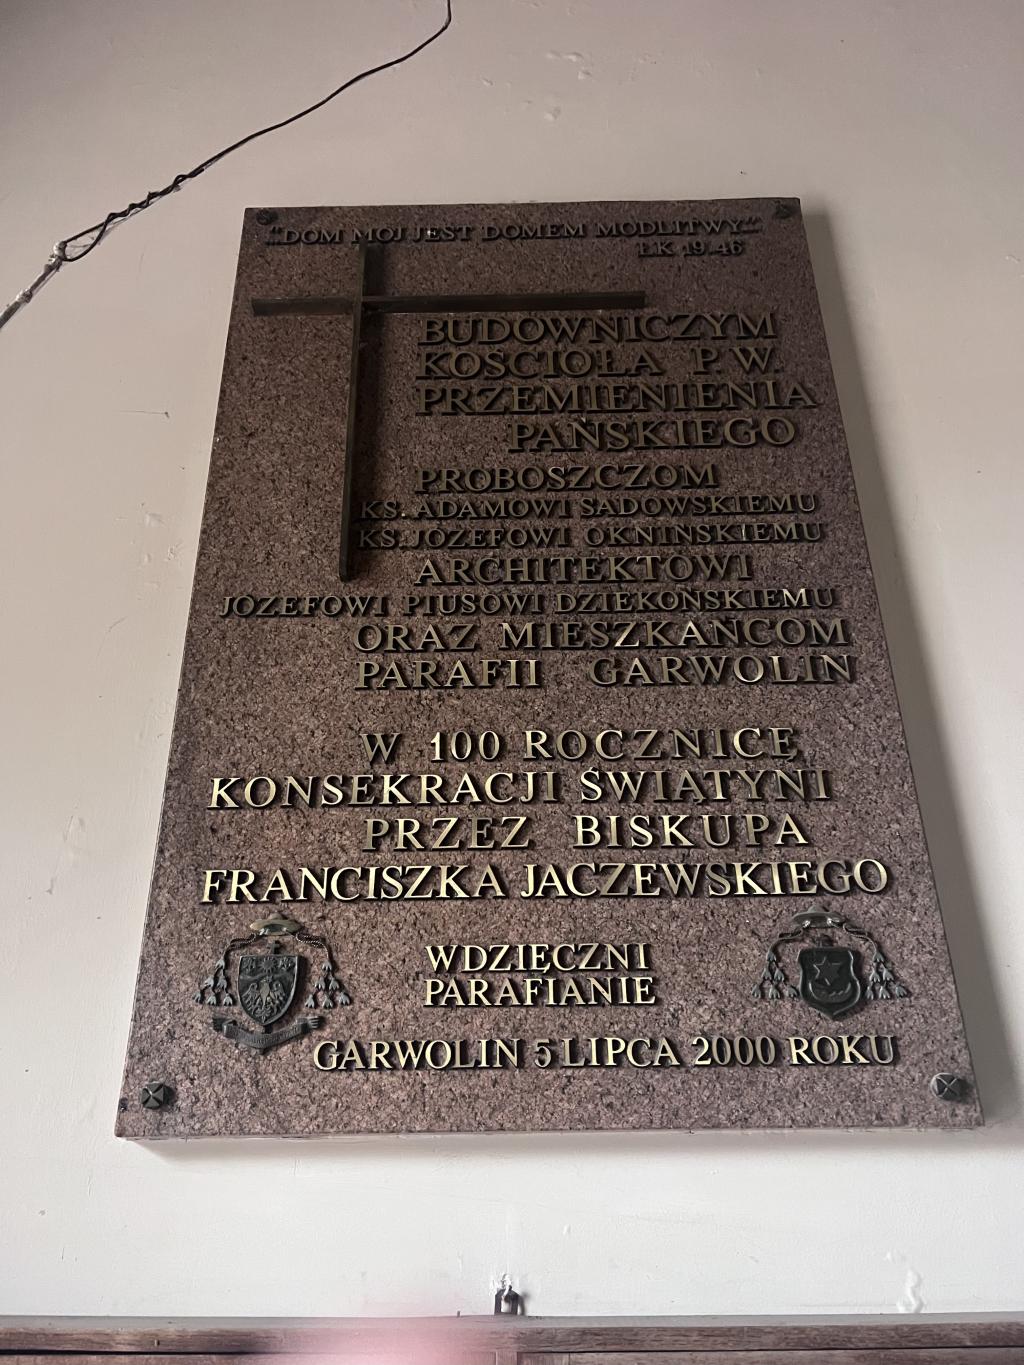 "DOM MÓJ JEST DOMEM MODLITWY"
ŁK 19.46
BUDOWNICZYM
KOŚCIOŁA P.W.
PRZEMIENIENIA
PAŃSKIEGO
PROBOSZCZOM
KS. ADAMOWI SADOWSKIEMU
KS. JÓZEFOWI OKNIŃSKIEMU
ARCHITEKTOWI
JÓZEFOWI PIUSOWI DZIEKOŃSKIEMU
ORAZ MIESZKAŃCOM
PARAFII GARWOLIN
W 100 ROCZNICĘ
KONSEKRACJI ŚWIĄTYNI
PRZEZ BISKUPA
FRANCISZKA JACZEWSKIEGO
WDZIĘCZNI
PARAFIANIE
GARWOLIN 5 LIPCA 2000 ROKU